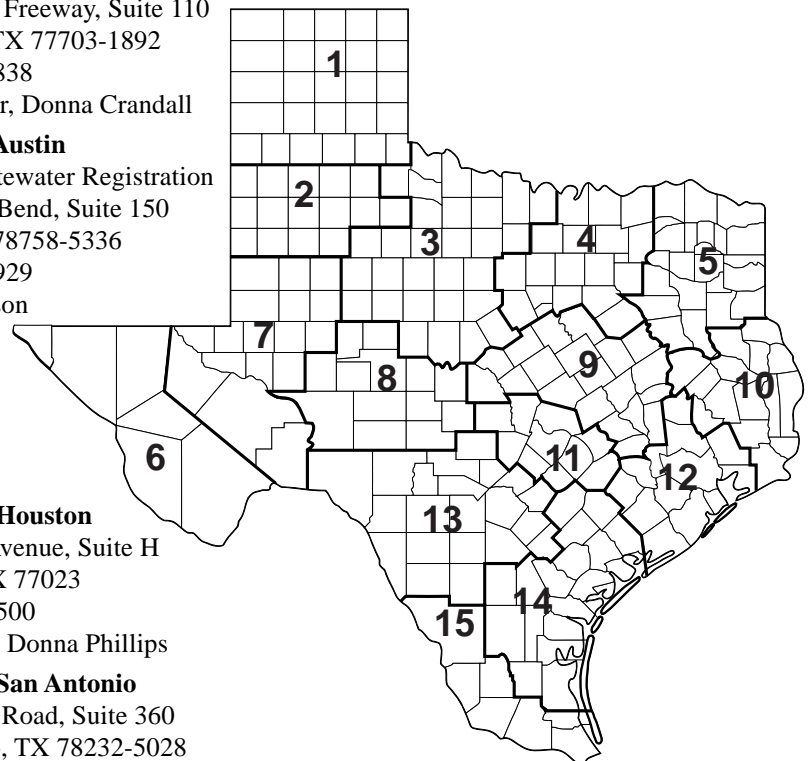 Freeway, Suite 110
TX 77703-1892
838
r, Donna Crandall
Austin
tewater Registration
Bend, Suite 150
78758-5336
929
son
Houston
venue, Suite H
X 77023
500
Donna Phillips
San Antonio
Road, Suite 360
, TX 78232-5028
1
2
3
4
5
6
7
8
9
10
11
12
13
14
15